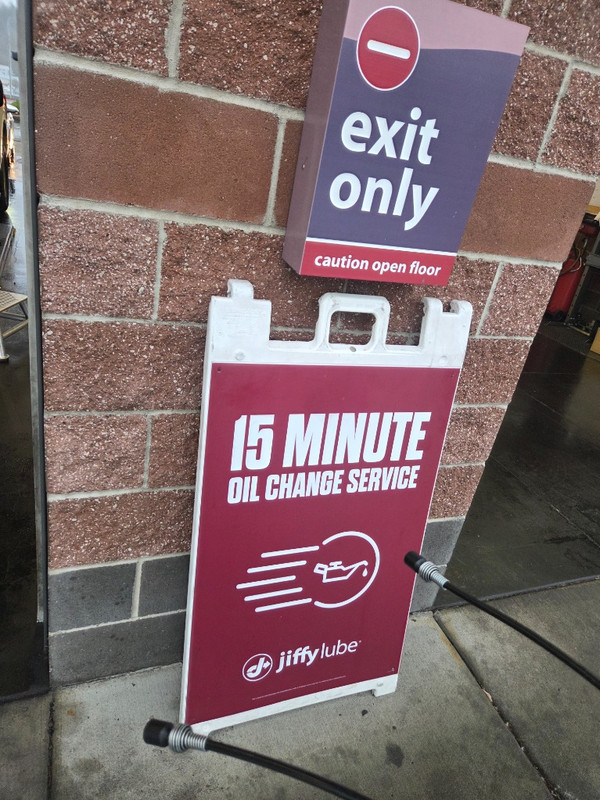 exit
only
caution open floor
15 MINUTE
OIL CHANGE SERVICE
jiffy lube